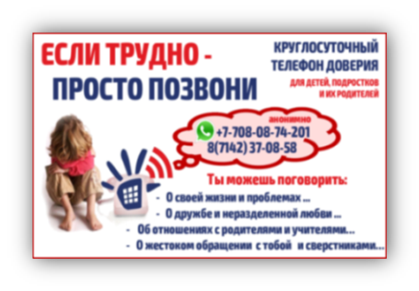 ЕСЛИ ТРУДНО -
ПРОСТО ПОЗВОНИ
КРУГЛОСУТОЧНЫЙ
ТЕЛЕФОН ДОВЕРИЯ
ДЛЯ ДЕТЕЙ, ПОДРОСТКОВ
И ИХ РОДИТЕЛЕЙ
анонимно
+7-708-08-74-201
8(7142) 37-08-58
Ты можешь поговорить:
- О своей жизни и проблемах ...
- О дружбе и неразделенной любви ...
- Об отношениях с родителями и учителями...
- О жестоком обращении с тобой и сверстниками...